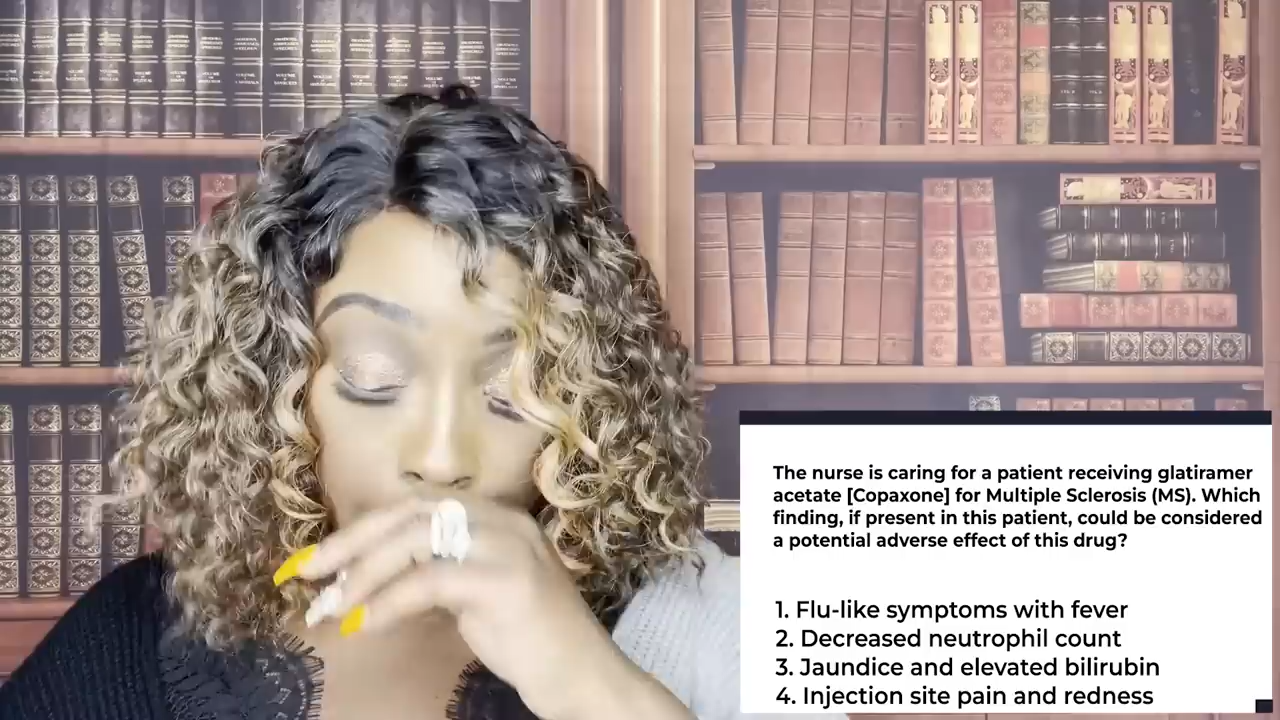 The nurse is caring for a patient receiving glatiramer
acetate [Copaxone] for Multiple Sclerosis (MS). Which
finding, if present in this patient, could be considered
a potential adverse effect of this drug?
1. Flu-like symptoms with fever
2. Decreased neutrophil count
3. Jaundice and elevated bilirubin
4. Injection site pain and redness